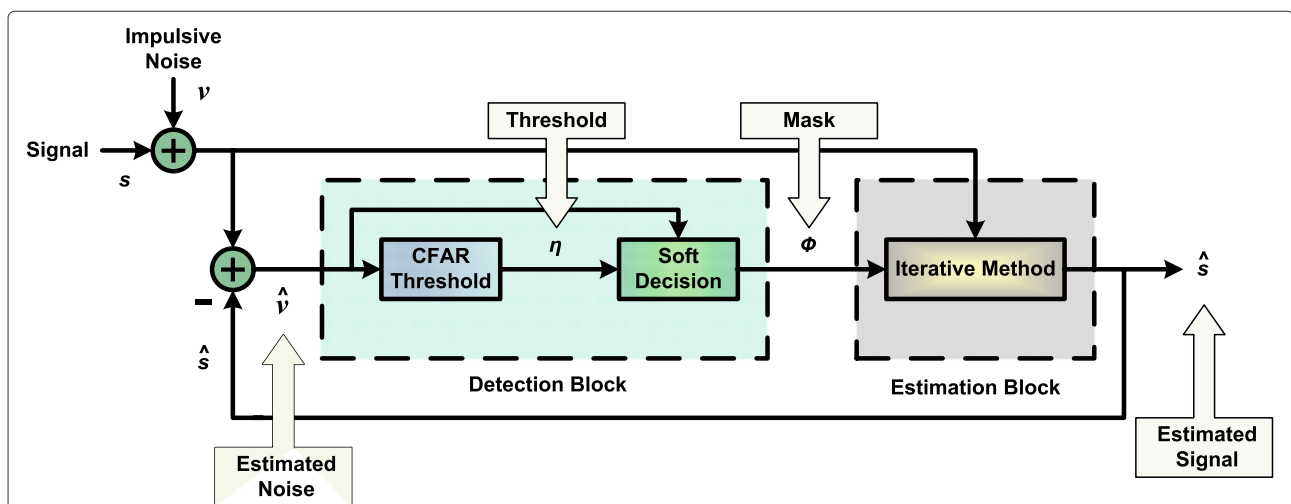 Impulsive
Noise
v
Signal
s
Threshold
Mask
CFAR
Threshold
η
Soft
Decision
Φ
Iterative Method
ŝ
–
v̂
ŝ
Detection Block
Estimation Block
Estimated
Noise
Estimated
Signal